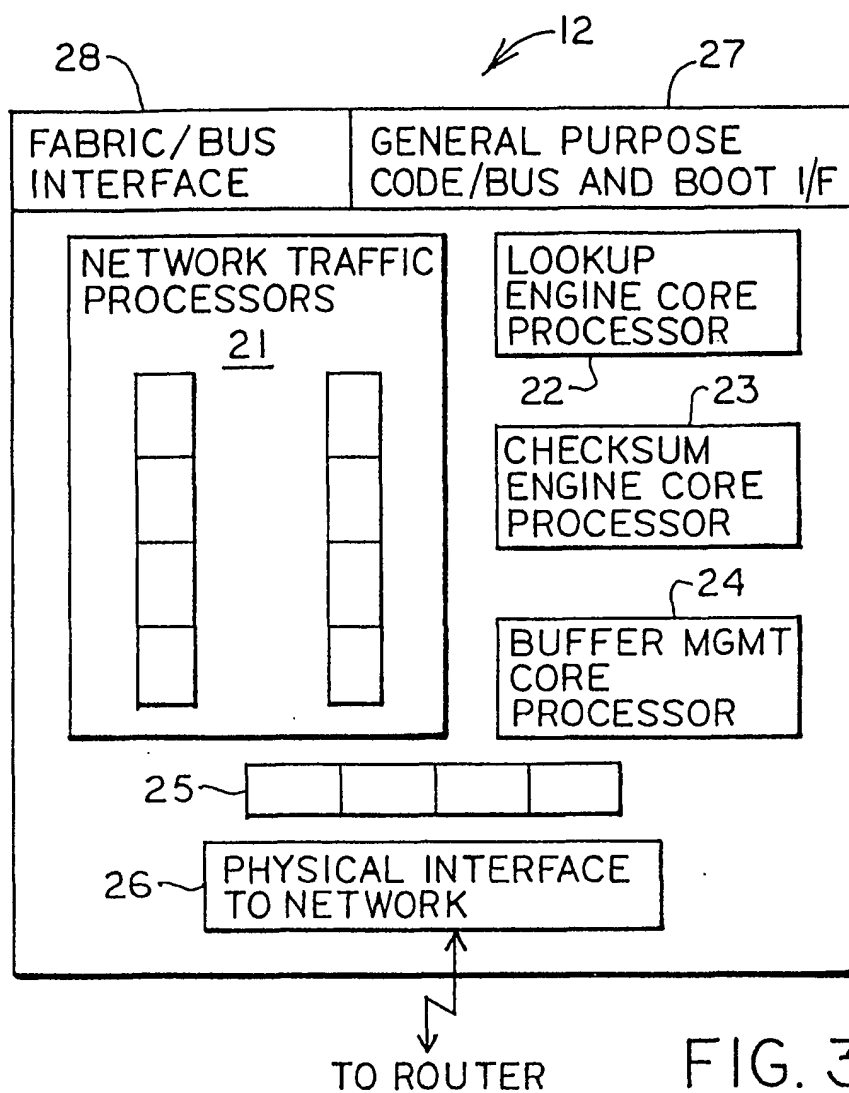 12
28
27
FABRIC/BUS
INTERFACE
GENERAL PURPOSE
CODE/BUS AND BOOT I/F
NETWORK TRAFFIC
PROCESSORS
21
LOOKUP
ENGINE CORE
PROCESSOR
22
23
CHECKSUM
ENGINE CORE
PROCESSOR
24
BUFFER MGMT
CORE
PROCESSOR
25
26
PHYSICAL INTERFACE
TO NETWORK
TO ROUTER
FIG. 3